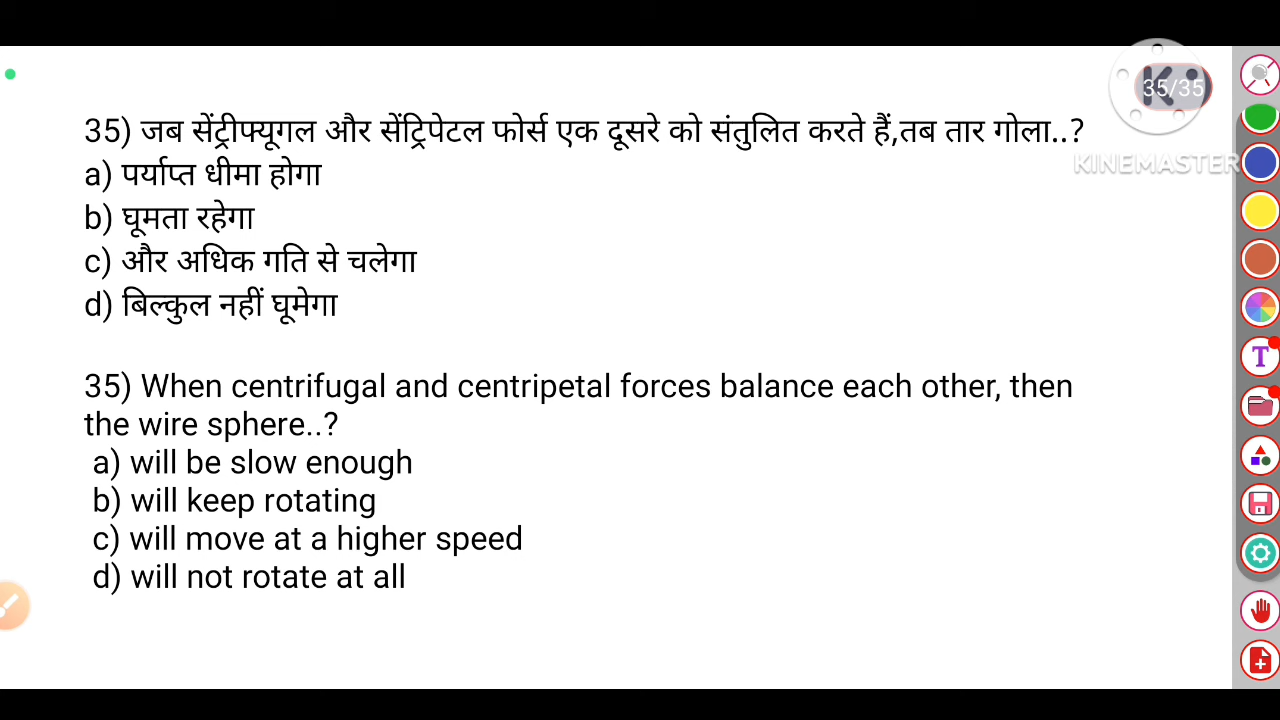 35/35
KINEMASTER
35) जब सेंट्रीफ्यूगल और सेंट्रिपेटल फोर्स एक दूसरे को संतुलित करते हैं,तब तार गोला..?
a) पर्याप्त धीमा होगा
b) घूमता रहेगा
c) और अधिक गति से चलेगा
d) बिल्कुल नहीं घूमेगा
35) When centrifugal and centripetal forces balance each other, then
the wire sphere..?
a) will be slow enough
b) will keep rotating
c) will move at a higher speed
d) will not rotate at all
T